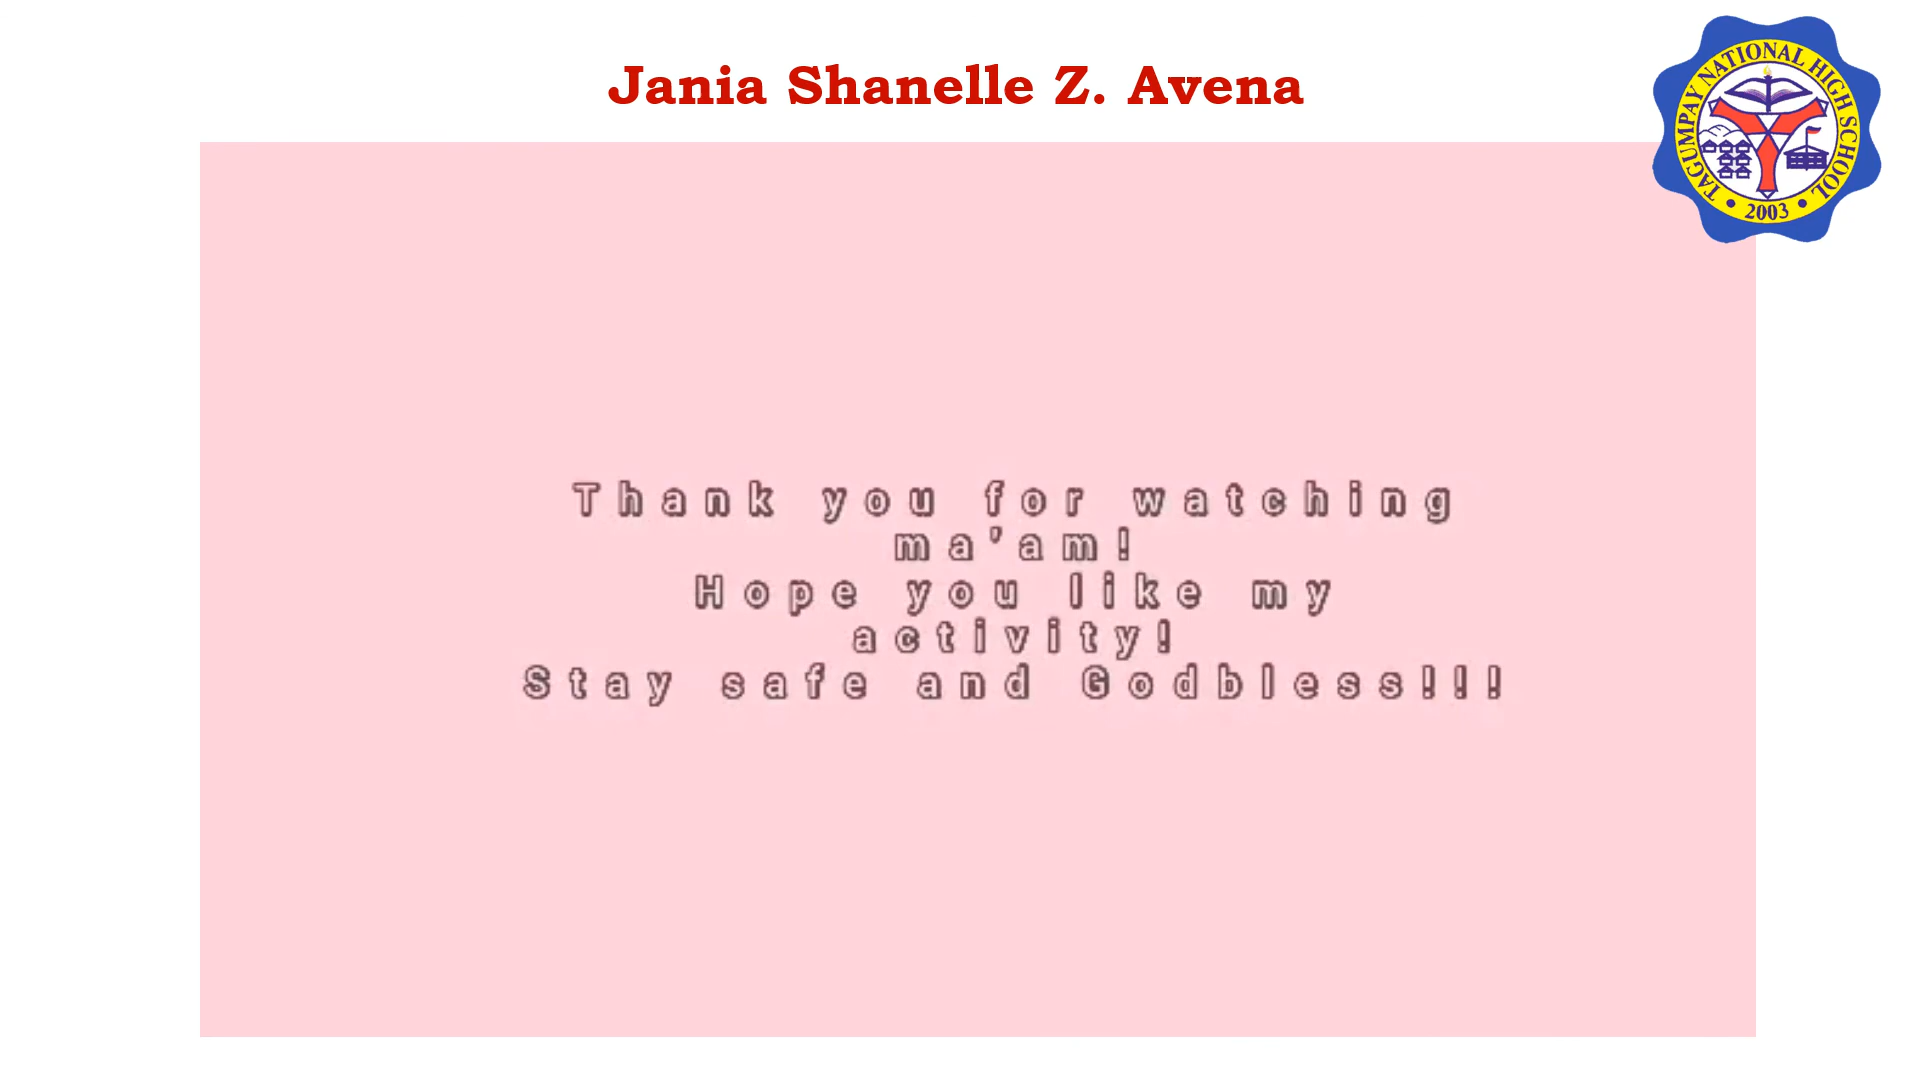 Jania Shanelle Z. Avena
TAGUMPAY NATIONAL HIGH SCHOOL
• 2003 •
Thank you for watching
ma'am!
Hope you like my
activity!
Stay safe and Godbless!!!